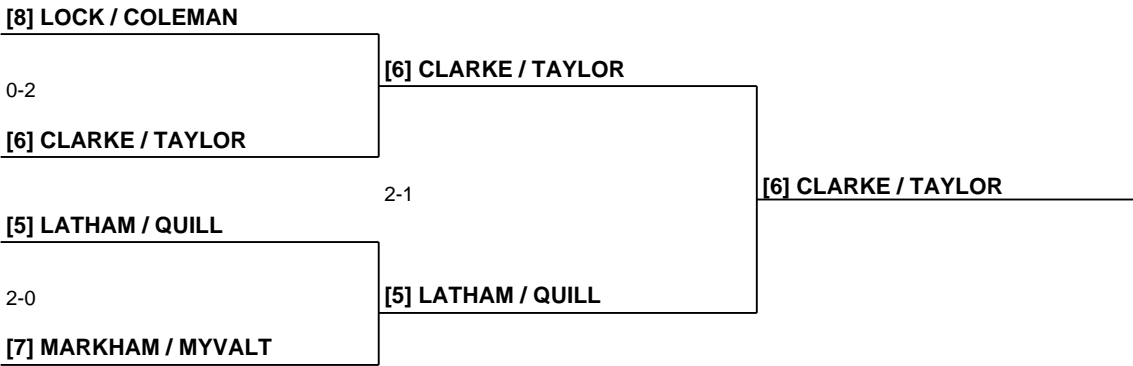 [8] LOCK / COLEMAN
[6] CLARKE / TAYLOR
0-2
[6] CLARKE / TAYLOR
[6] CLARKE / TAYLOR
2-1
[5] LATHAM / QUILL
2-0
[5] LATHAM / QUILL
[7] MARKHAM / MYVALT